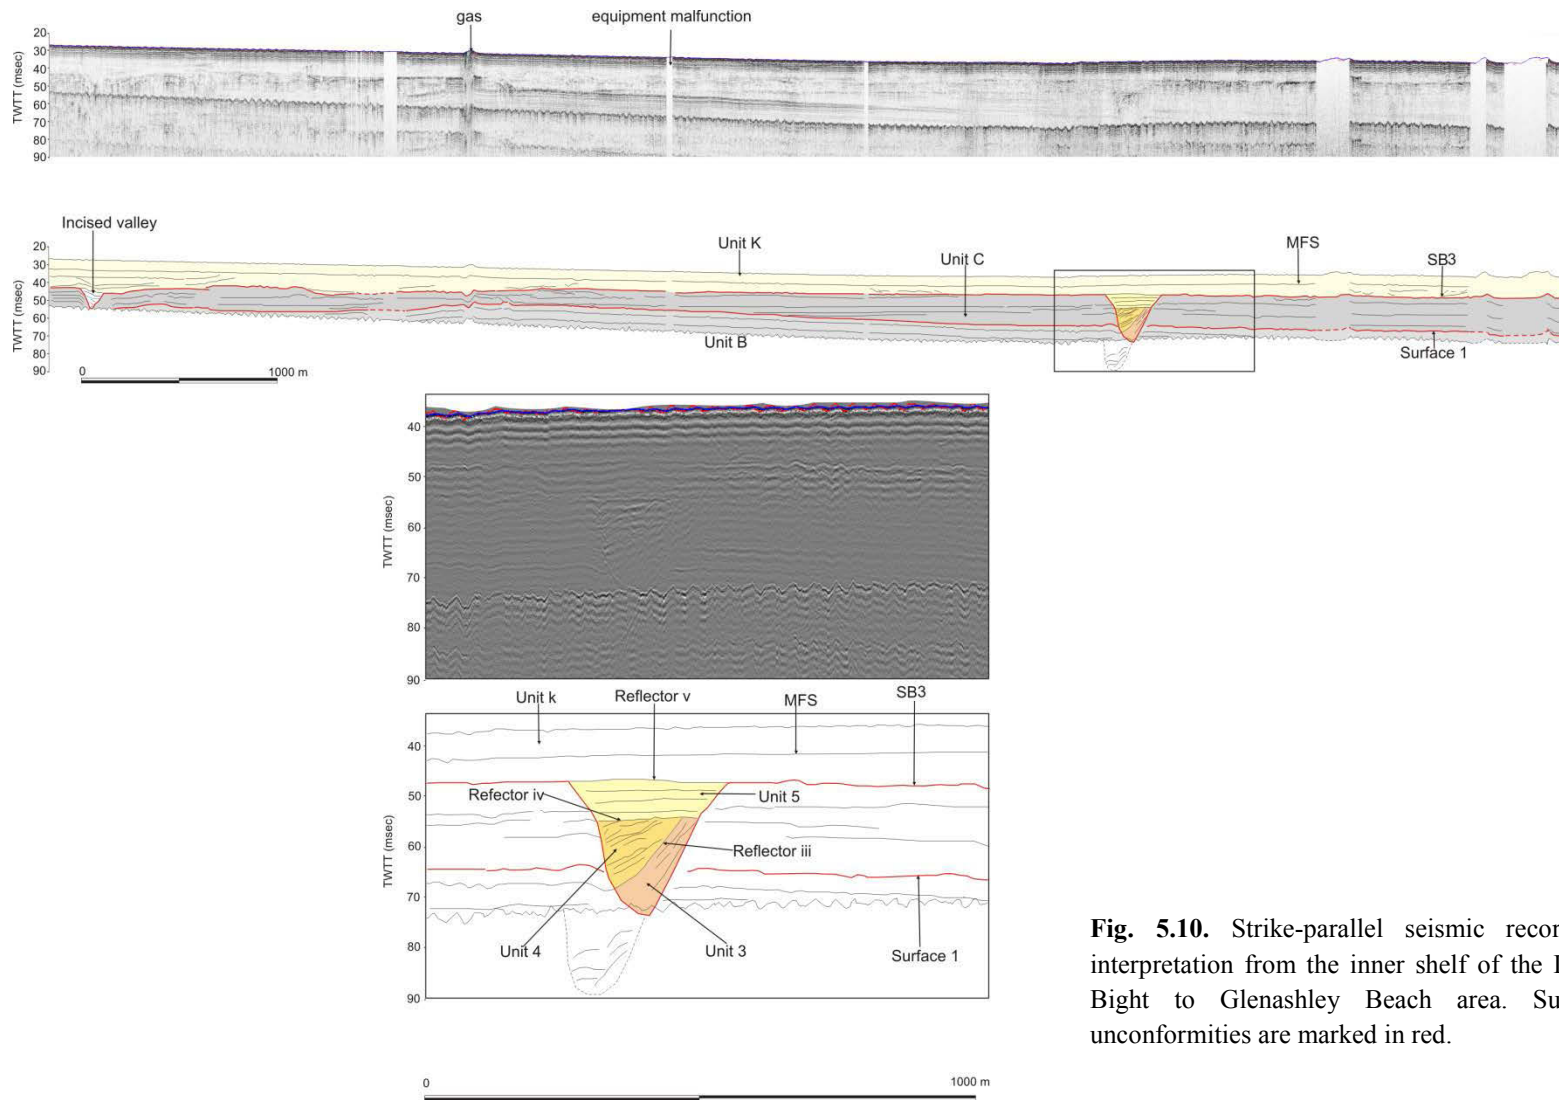 gas
equipment malfunction
20
30
40
50
60
70
80
90
TWTT (msec)
Incised valley
Unit K
Unit C
MFS
SB3
20
30
40
50
60
70
80
90
TWTT (msec)
Unit B
Surface 1
0
1000 m
40
50
60
70
80
90
TWTT (msec)
Unit k
Reflector v
MFS
SB3
40
50
60
70
80
90
TWTT (msec)
Refector iv
Unit 5
Reflector iii
Unit 4
Unit 3
Surface 1
0
1000 m
Fig. 5.10. Strike-parallel seismic recor
interpretation from the inner shelf of the
Bight to Glenashley Beach area. Su
unconformities are marked in red.